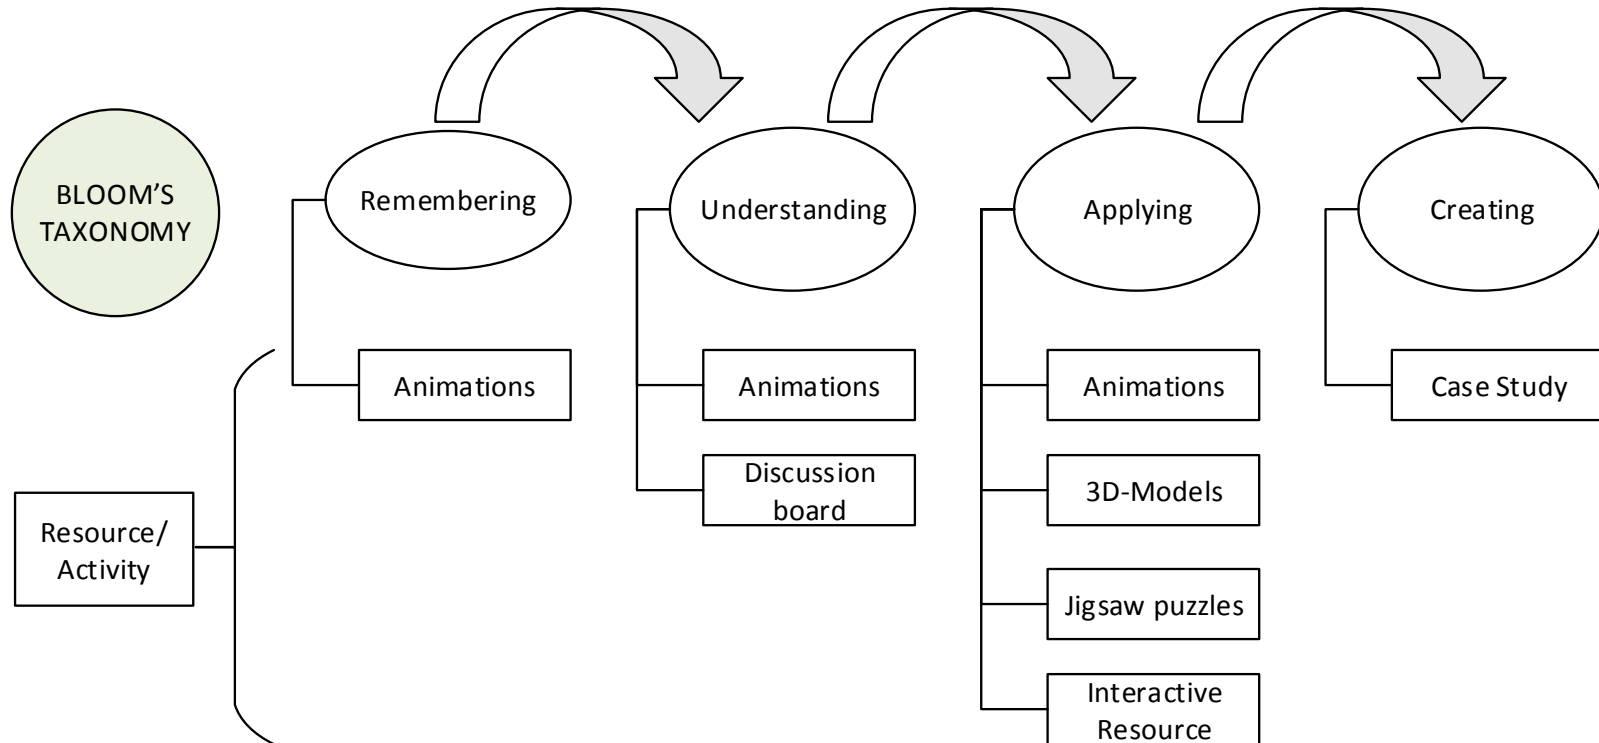 BLOOM'S
TAXONOMY
Remembering
Understanding
Applying
Creating
Animations
Animations
Animations
Case Study
Discussion
board
3D-Models
Resource/
Activity
Jigsaw puzzles
Interactive
Resource